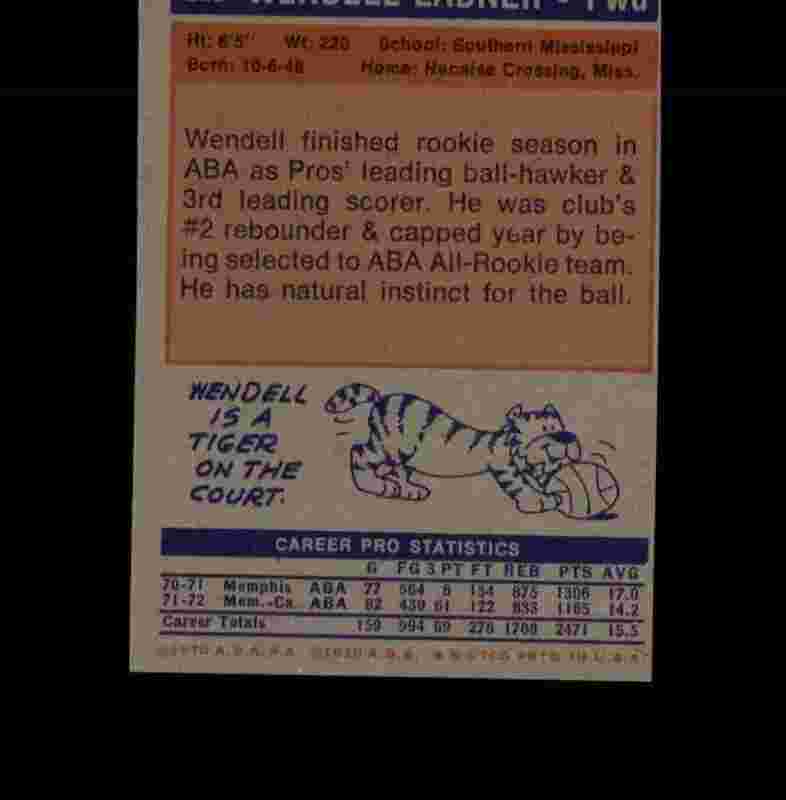 WENDELL LADNER - Fwd
Ht: 6'5" Wt: 220 School: Southern Mississippi
Born: 10-6-48 Home: Necaise Crossing, Miss.
Wendell finished rookie season in
ABA as Pros' leading ball-hawker &
3rd leading scorer. He was club's
#2 rebounder & capped year by be-
ing selected to ABA All-Rookie team.
He has natural instinct for the ball.
WENDELL
IS A
TIGER
ON THE
COURT.
CAREER PRO STATISTICS
G FG 3 PT FT REB PTS AVG
70-71 Memphis ABA 77 564 8 154 875 1306 17.0
71-72 Mem.-Ca. ABA 82 430 61 122 833 1165 14.2
Career Totals 159 994 69 276 1708 2471 15.5
PRTD IN U.S.A.